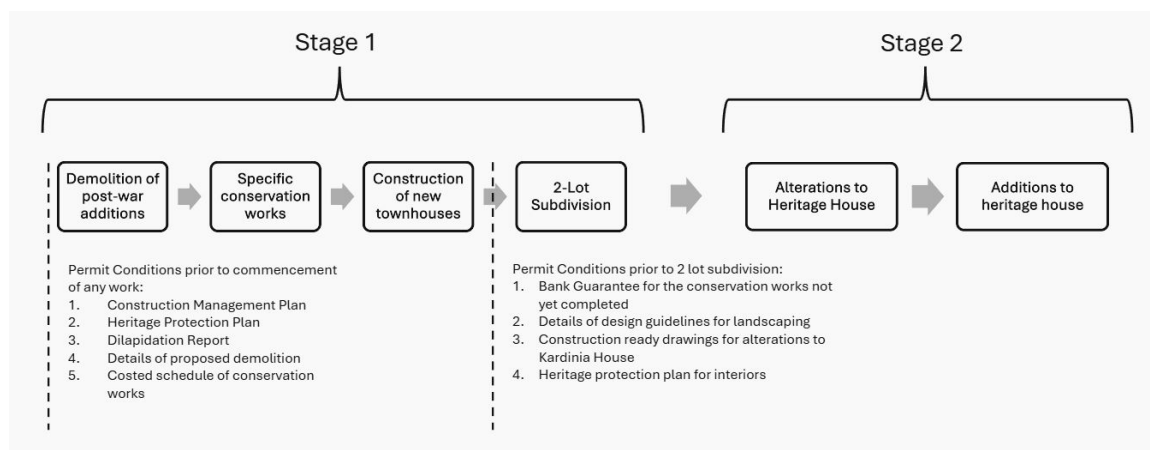 Stage 1
Stage 2
Demolition of
post-war
additions
Specific
conservation
works
Construction
of new
townhouses
2-Lot
Subdivision
Alterations to
Heritage House
Additions to
heritage house
Permit Conditions prior to commencement
of any work:
1. Construction Management Plan
2. Heritage Protection Plan
3. Dilapidation Report
4. Details of proposed demolition
5. Costed schedule of conservation
works
Permit Conditions prior to 2 lot subdivision:
1. Bank Guarantee for the conservation works not
yet completed
2. Details of design guidelines for landscaping
3. Construction ready drawings for alterations to
Kardinia House
4. Heritage protection plan for interiors